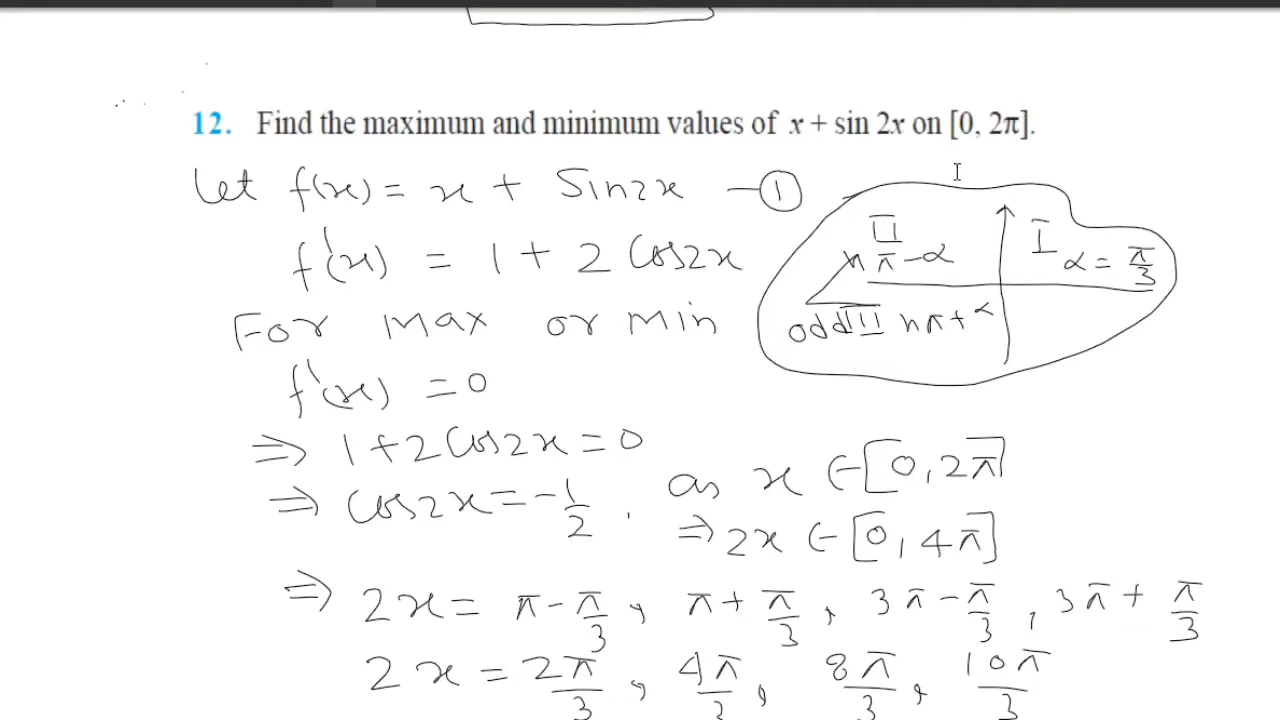 12. Find the maximum and minimum values of x + sin 2x on [0, 2π].
Let f(x) = x + Sin2x —①
f'(x) = 1 + 2 Cos2x
II
nπ-α
I
α = π/3
odd III nπ+α
For Max or Min
f'(x) = 0
⇒ 1+2Cos2x = 0
as x ∈ [0, 2π]
⇒ Cos2x = -1/2 .
⇒ 2x ∈ [0, 4π]
⇒ 2x = π - π/3, π + π/3, 3π - π/3, 3π + π/3
2x = 2π/3, 4π/3, 8π/3, 10π/3